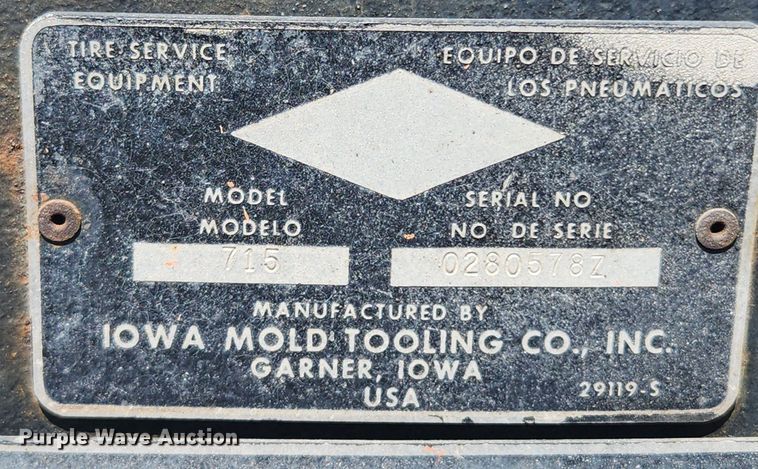 TIRE SERVICE
EQUIPMENT
EQUIPO DE SERVICIO DE
LOS PNEUMATICOS
MODEL
MODELO
715
SERIAL NO
NO. DE SERIE
0280578Z
MANUFACTURED BY
IOWA MOLD TOOLING CO., INC.
GARNER, IOWA
USA
29119-S
Purple Wave Auction